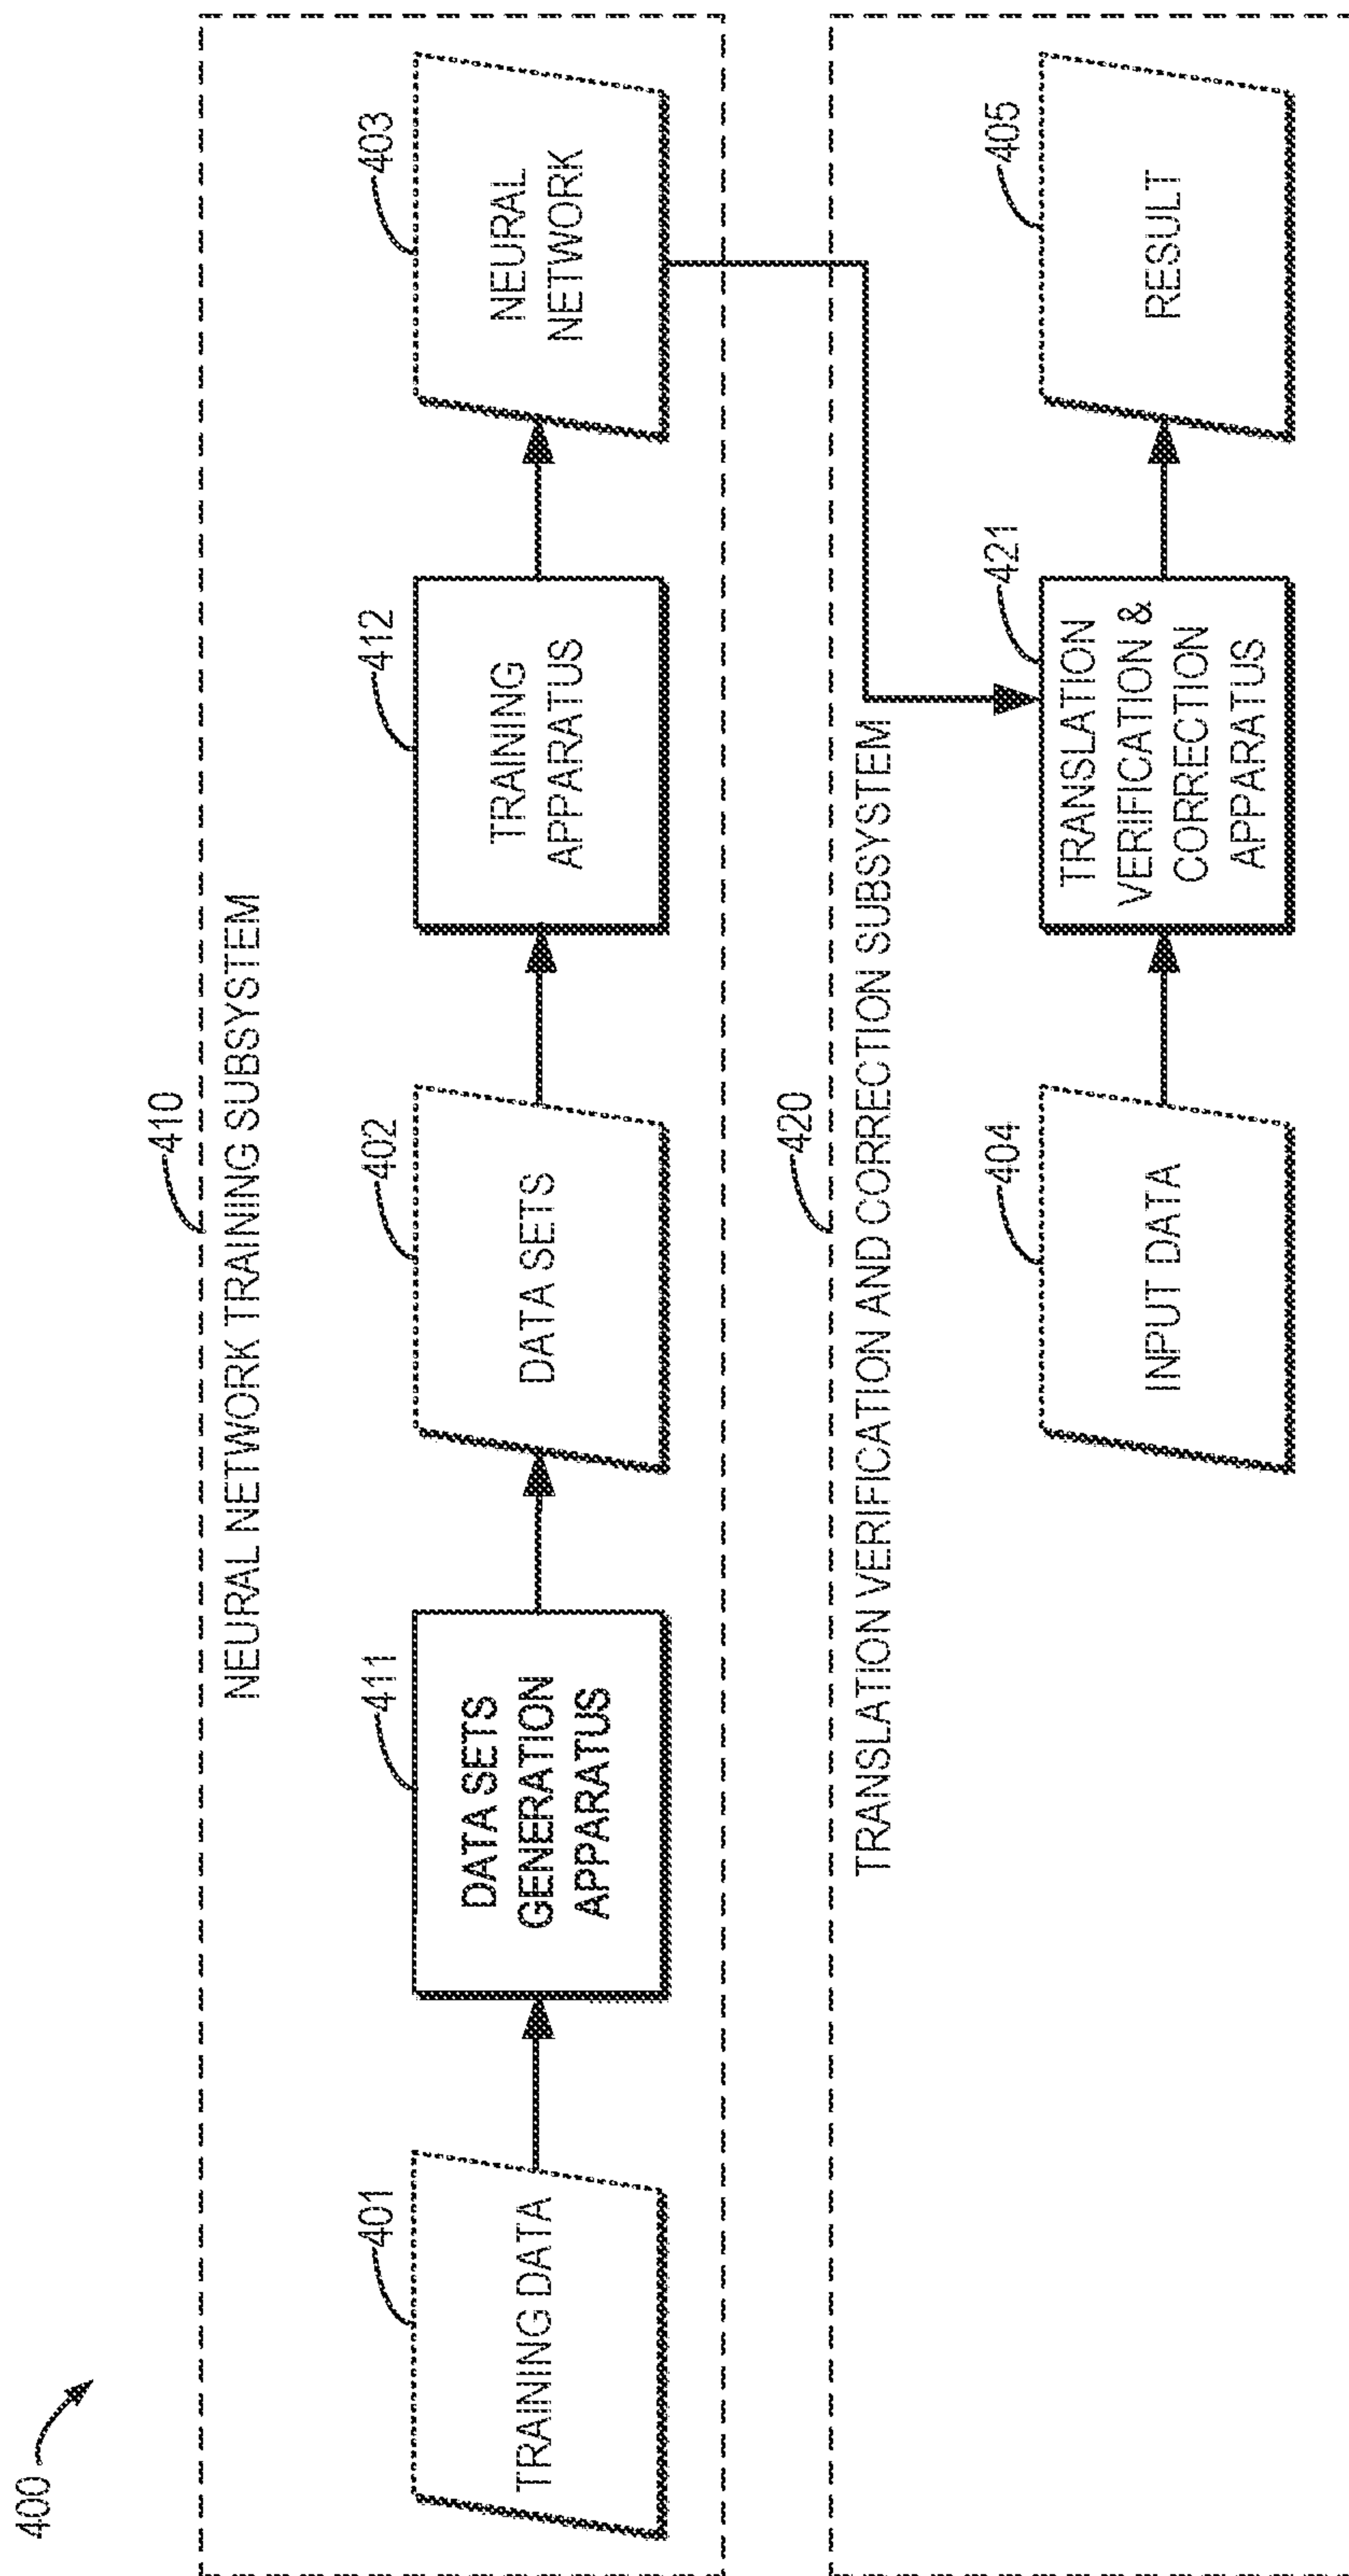 400
410
NEURAL NETWORK TRAINING SUBSYSTEM
401
TRAINING DATA
411
DATA SETS
GENERATION
APPARATUS
402
DATA SETS
412
TRAINING
APPARATUS
403
NEURAL
NETWORK
420
TRANSLATION VERIFICATION AND CORRECTION SUBSYSTEM
404
INPUT DATA
421
TRANSLATION
VERIFICATION &
CORRECTION
APPARATUS
405
RESULT